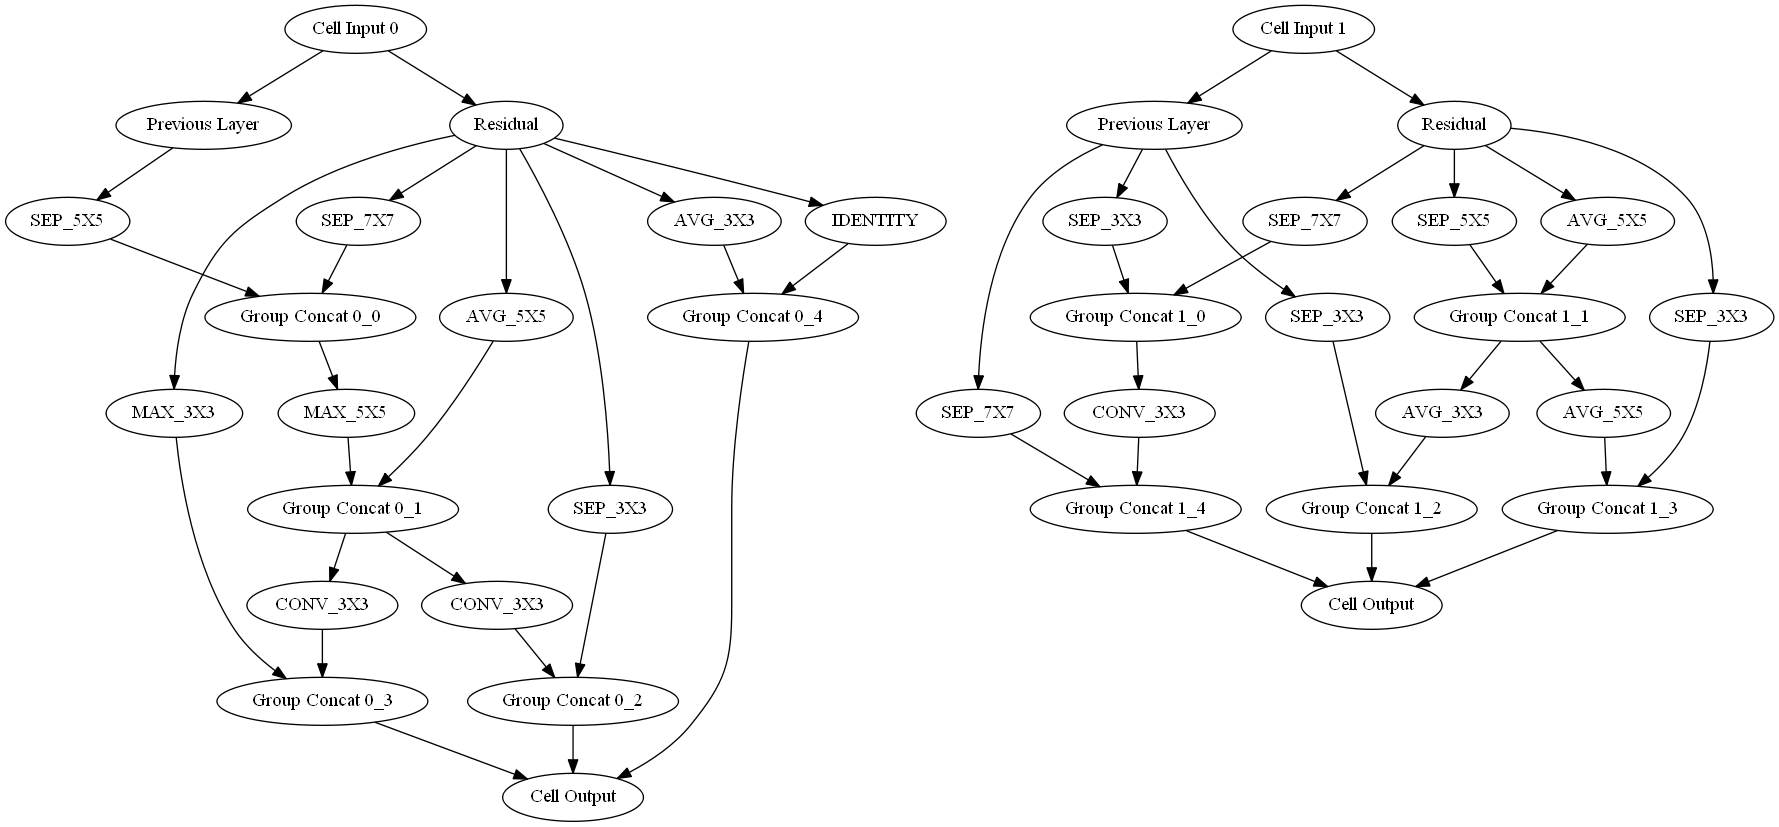 Cell Input 0
Previous Layer
Residual
SEP_5X5
SEP_7X7
AVG_3X3
IDENTITY
Group Concat 0_0
AVG_5X5
Group Concat 0_4
MAX_3X3
MAX_5X5
Group Concat 0_1
SEP_3X3
CONV_3X3
CONV_3X3
Group Concat 0_3
Group Concat 0_2
Cell Output
Cell Input 1
Previous Layer
Residual
SEP_3X3
SEP_7X7
SEP_5X5
AVG_5X5
Group Concat 1_0
SEP_3X3
Group Concat 1_1
SEP_3X3
SEP_7X7
CONV_3X3
AVG_3X3
AVG_5X5
Group Concat 1_4
Group Concat 1_2
Group Concat 1_3
Cell Output